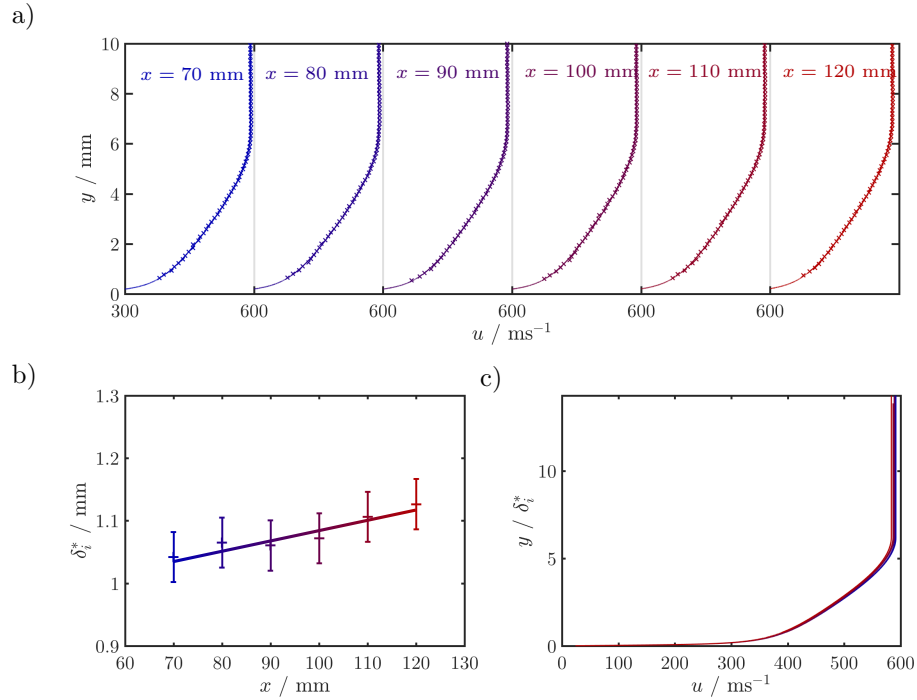 a)
10
8
6
4
2
0
y / mm
x = 70 mm
x = 80 mm
x = 90 mm
x = 100 mm
x = 110 mm
x = 120 mm
300 600 600 600 600 600
u / ms⁻¹
b)
1.3
1.2
1.1
1
0.9
δᵢ* / mm
60 70 80 90 100 110 120 130
x / mm
c)
10
5
0
y / δᵢ*
0 100 200 300 400 500 600
u / ms⁻¹